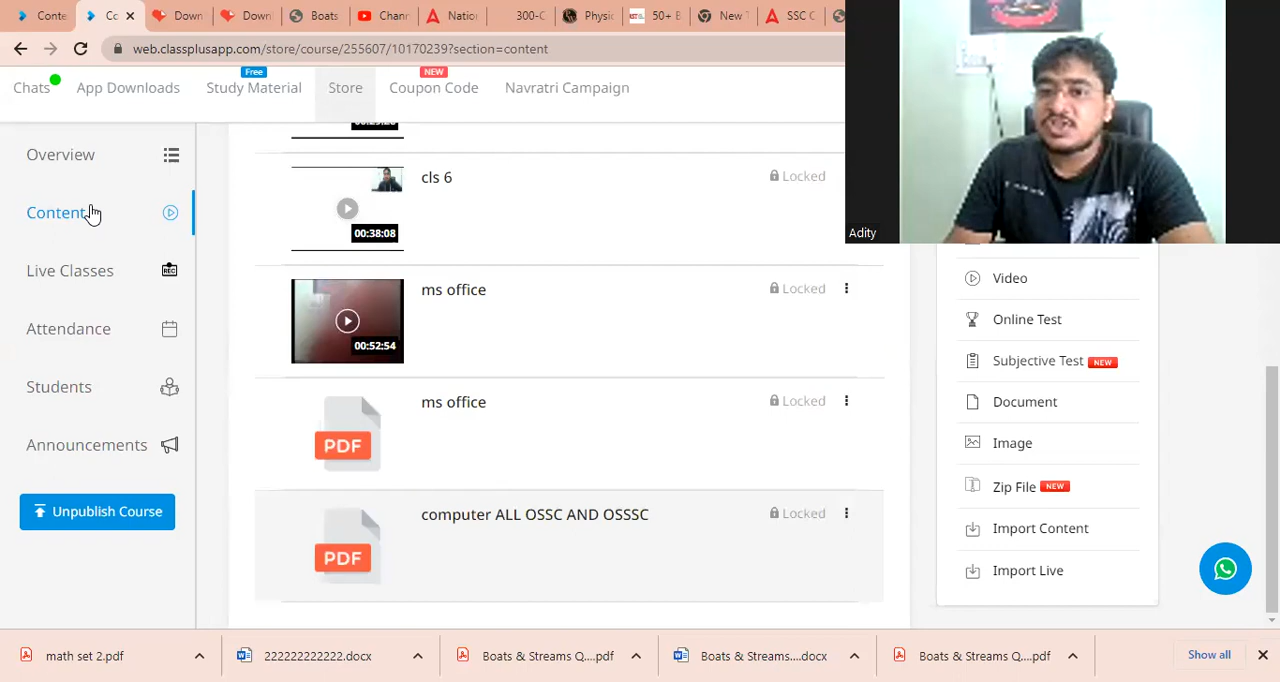 Conte
Co
Down
Down
Boats
Chann
Nation
300-C
Physic
50+ B
New T
SSC C
web.classplusapp.com/store/course/255607/10170239?section=content
Chats
App Downloads
Free
Study Material
Store
NEW
Coupon Code
Navratri Campaign
Overview
Content
Live Classes
REC
Attendance
Students
Announcements
Unpublish Course
cls 6
Locked
00:38:08
ms office
Locked
00:52:54
ms office
Locked
PDF
computer ALL OSSC AND OSSSC
Locked
PDF
Adity
Video
Online Test
Subjective Test NEW
Document
Image
Zip File NEW
Import Content
Import Live
math set 2.pdf
222222222222.docx
Boats & Streams Q....pdf
Boats & Streams....docx
Boats & Streams Q....pdf
Show all